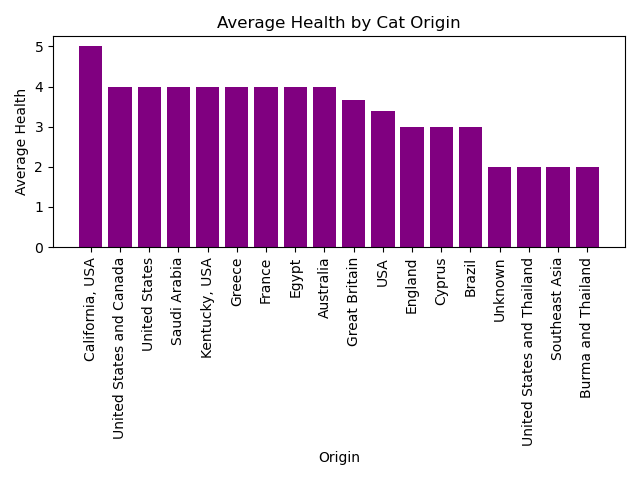 Average Health by Cat Origin
Average Health
5
4
3
2
1
0
California, USA
United States and Canada
United States
Saudi Arabia
Kentucky, USA
Greece
France
Egypt
Australia
Great Britain
USA
England
Cyprus
Brazil
Unknown
United States and Thailand
Southeast Asia
Burma and Thailand
Origin